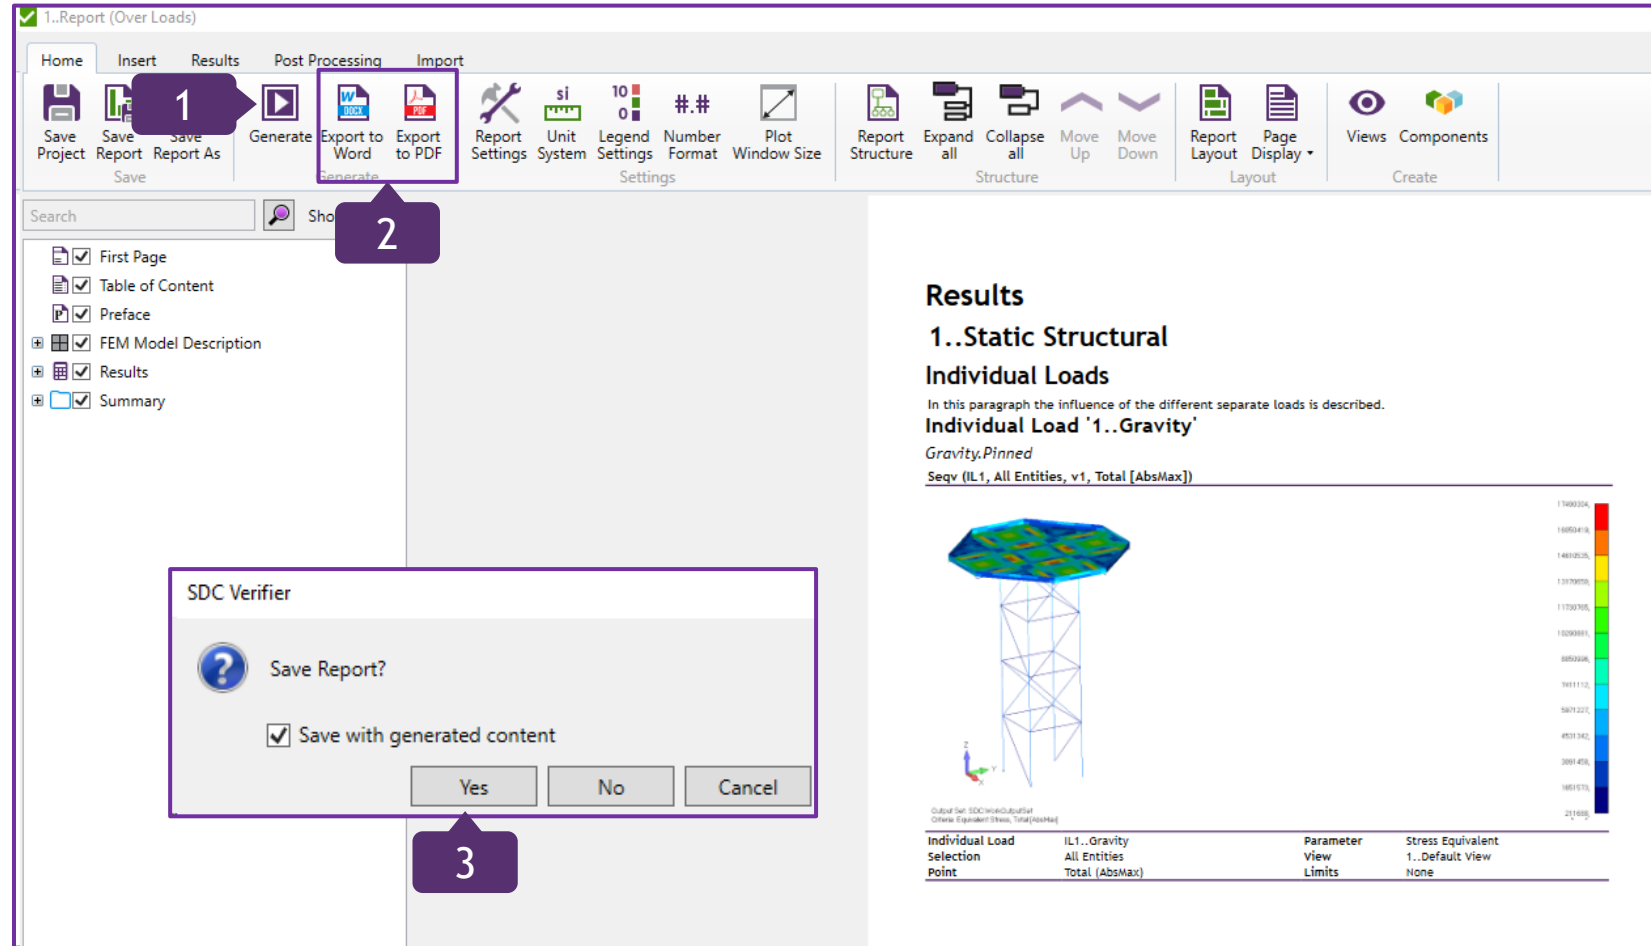 1..Report (Over Loads)
Home Insert Results Post Processing Import
1
Save Project
Save Report
Save Report As
Generate
Export to Word
Export to PDF
Report Settings
Unit System
Legend Settings
Number Format
Plot Window Size
Report Structure
Expand all
Collapse all
Move Up
Move Down
Report Layout
Page Display
Views
Components
si
10
0
#.#
W
DOCX
PDF
Save Generate Settings Structure Layout Create
2
Search
Sho
First Page
Table of Content
P Preface
FEM Model Description
Results
Summary
Results
1..Static Structural
Individual Loads
In this paragraph the influence of the different separate loads is described.
Individual Load '1..Gravity'
Gravity.Pinned
Seqv (IL1, All Entities, v1, Total [AbsMax])
Z
Y
X
Individual Load IL1..Gravity Parameter Stress Equivalent
Selection All Entities View 1..Default View
Point Total (AbsMax) Limits None
SDC Verifier
? Save Report?
Save with generated content
Yes No Cancel
3